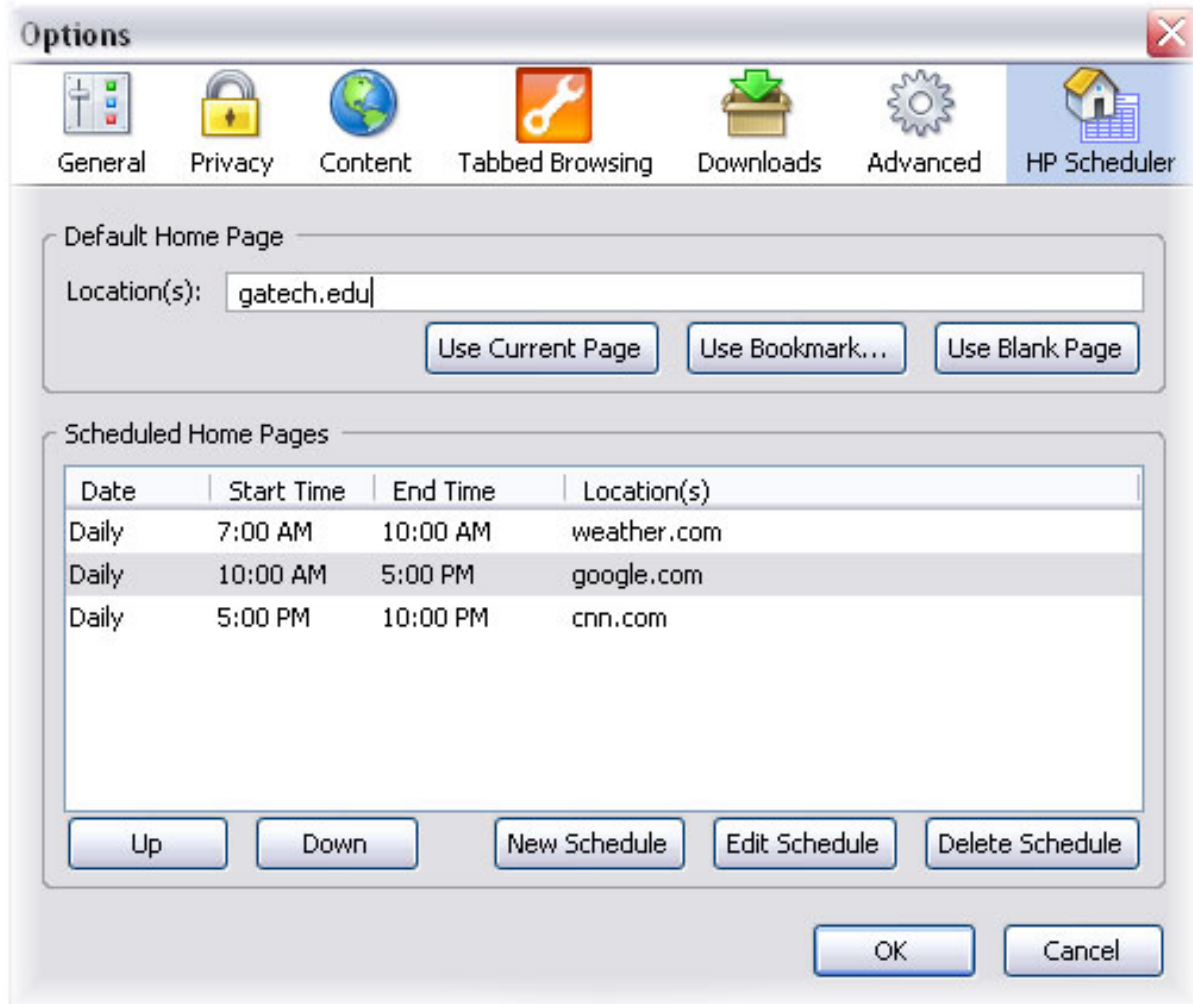 Options
General Privacy Content Tabbed Browsing Downloads Advanced HP Scheduler
Default Home Page
Location(s): gatech.edu
Use Current Page Use Bookmark... Use Blank Page
Scheduled Home Pages
Date Start Time End Time Location(s)
Daily 7:00 AM 10:00 AM weather.com
Daily 10:00 AM 5:00 PM google.com
Daily 5:00 PM 10:00 PM cnn.com
Up Down New Schedule Edit Schedule Delete Schedule
OK Cancel